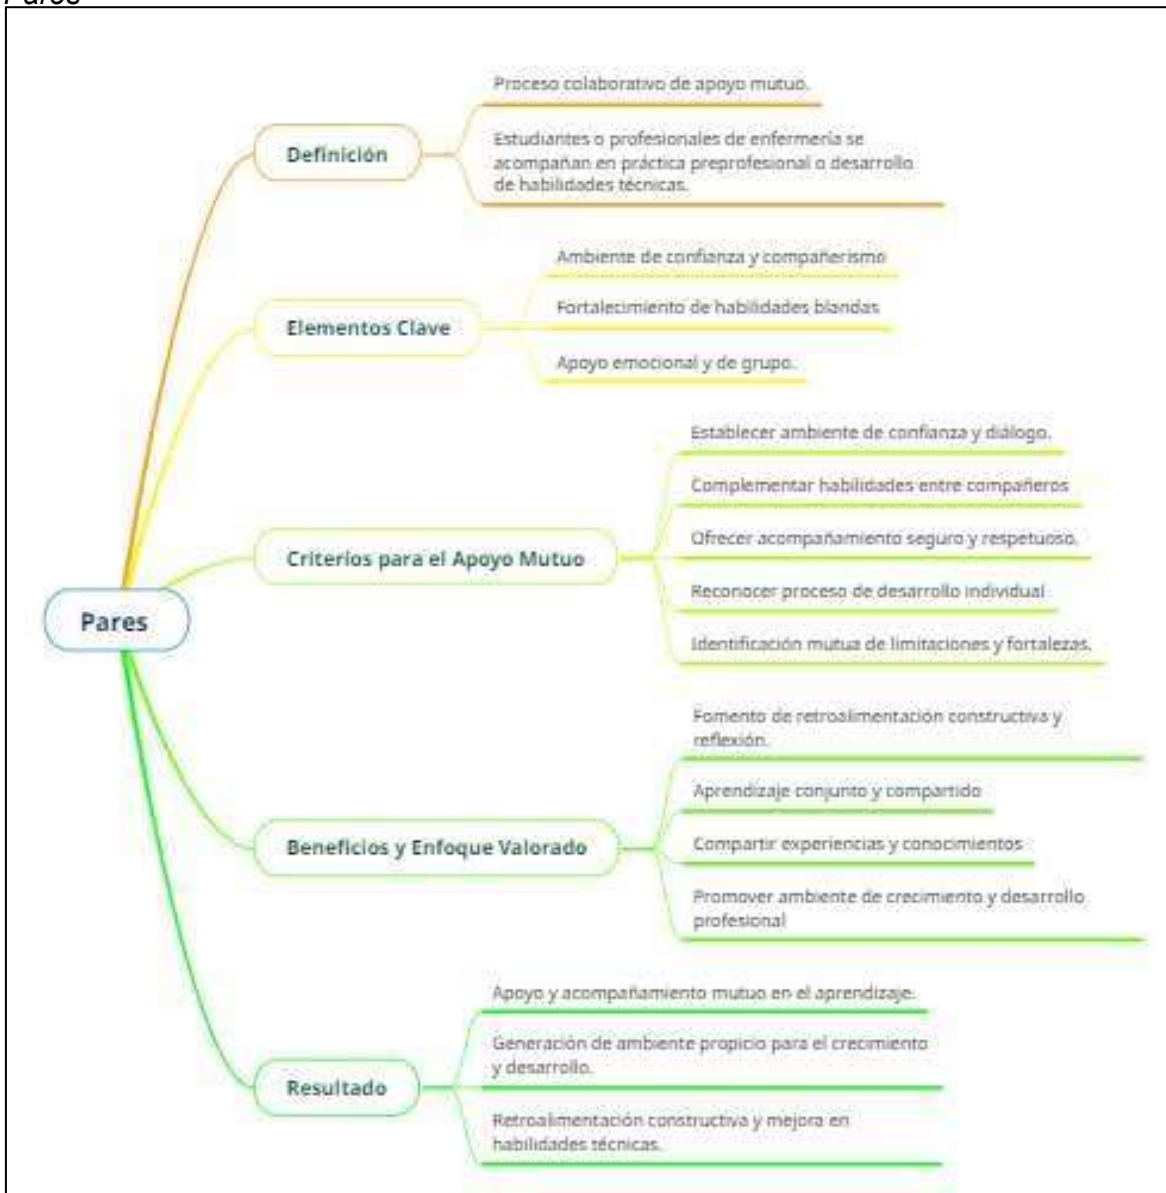 Pares
Proceso colaborativo de apoyo mutuo.
Definición
Estudiantes o profesionales de enfermería se
acompañan en práctica preprofesional o desarrollo
de habilidades técnicas.
Ambiente de confianza y compañerismo
Elementos Clave
Fortalecimiento de habilidades blandas
Apoyo emocional y de grupo.
Establecer ambiente de confianza y diálogo.
Complementar habilidades entre compañeros
Criterios para el Apoyo Mutuo
Ofrecer acompañamiento seguro y respetuoso.
Reconocer proceso de desarrollo individual
Identificación mutua de limitaciones y fortalezas.
Pares
Fomento de retroalimentación constructiva y
reflexión.
Aprendizaje conjunto y compartido
Beneficios y Enfoque Valorado
Compartir experiencias y conocimientos
Promover ambiente de crecimiento y desarrollo
profesional
Apoyo y acompañamiento mutuo en el aprendizaje.
Generación de ambiente propicio para el crecimiento
y desarrollo.
Resultado
Retroalimentación constructiva y mejora en
habilidades técnicas.